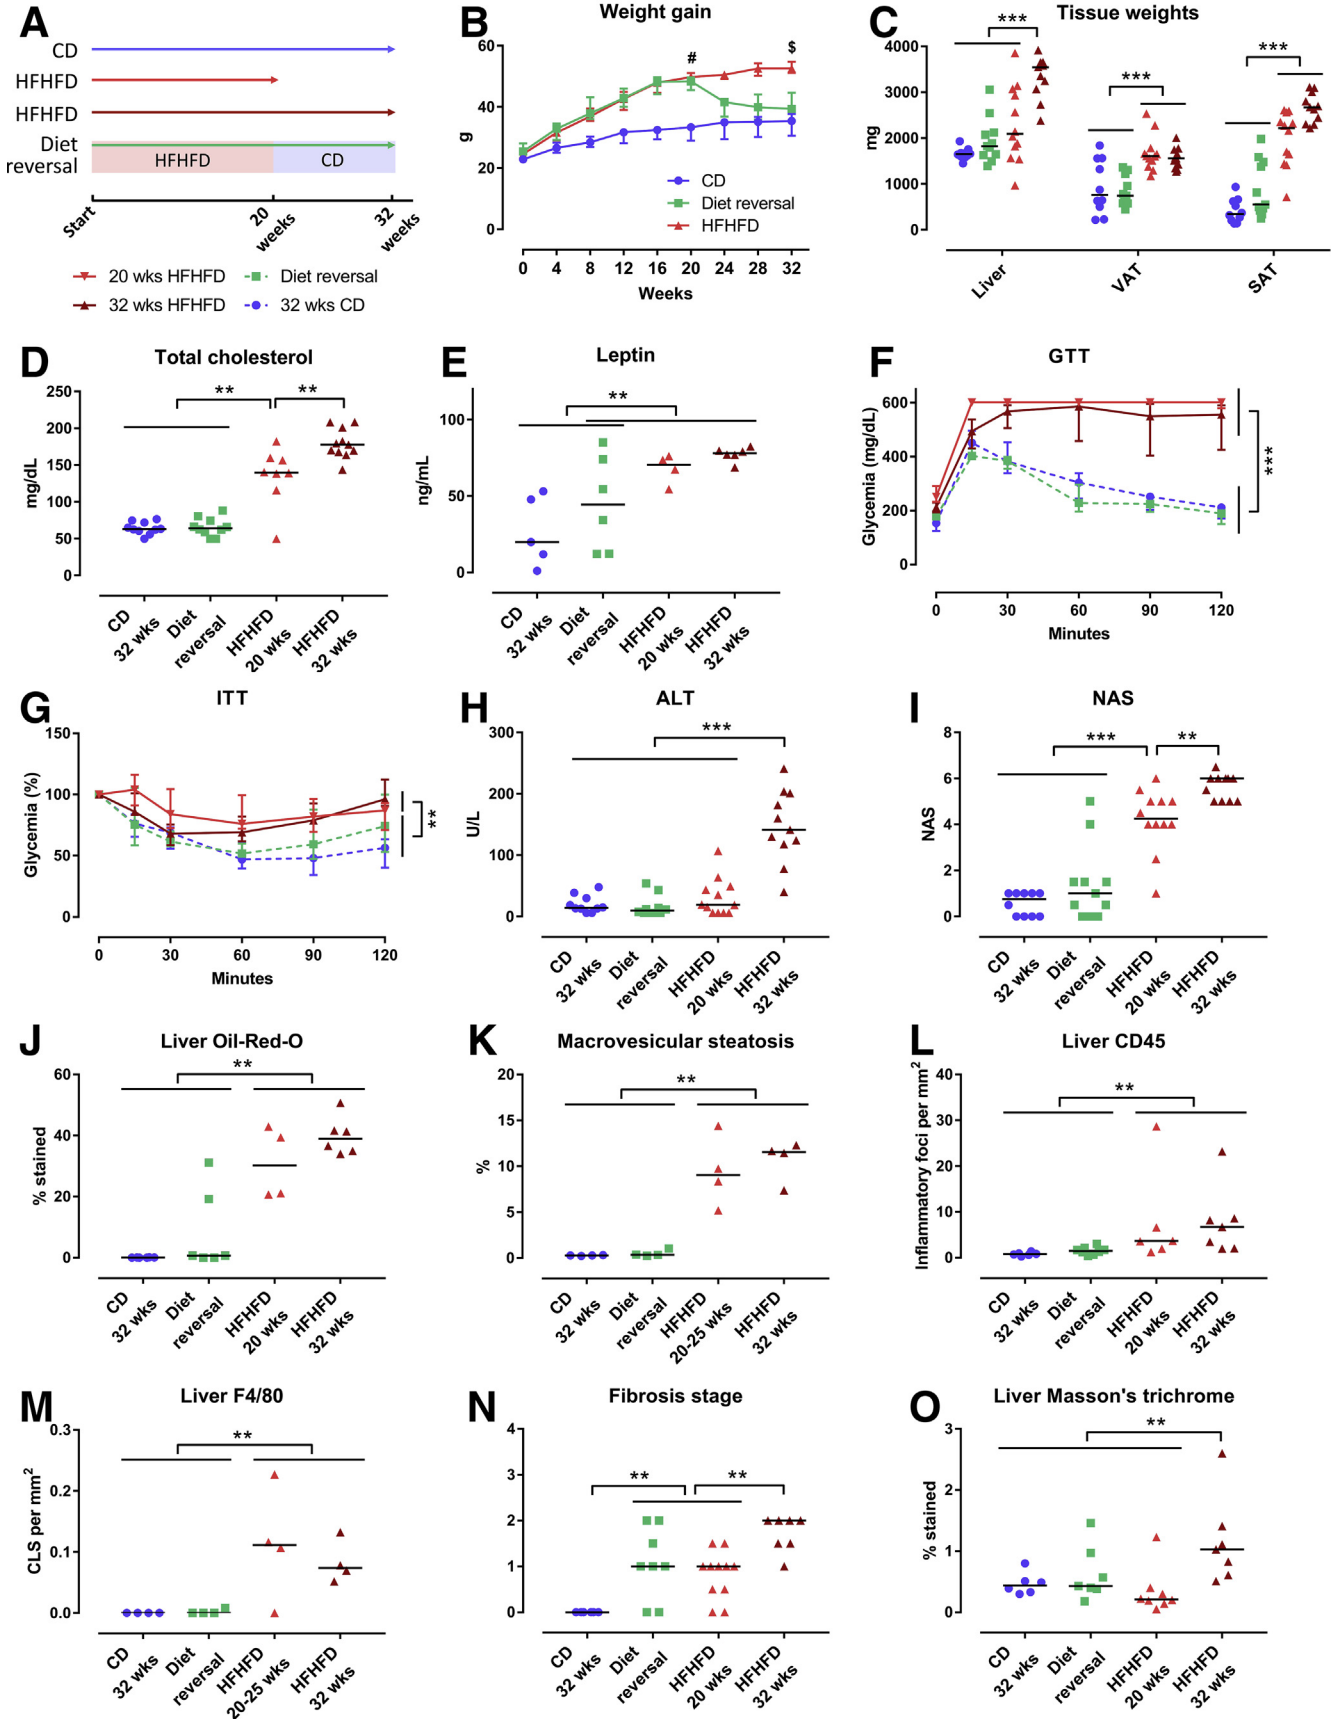 A
CD
HFHFD
HFHFD
Diet
reversal
HFHFD
CD
Start
20
weeks
32
weeks
20 wks HFHFD
Diet reversal
32 wks HFHFD
32 wks CD
B
Weight gain
60
40
20
0
g
#
$
CD
Diet reversal
HFHFD
0 4 8 12 16 20 24 28 32
Weeks
C
Tissue weights
4000
3000
2000
1000
0
mg
***
***
***
Liver
VAT
SAT
D
Total cholesterol
250
200
150
100
50
0
mg/dL
**
**
CD
32 wks
Diet
reversal
HFHFD
20 wks
HFHFD
32 wks
E
Leptin
100
50
0
ng/mL
**
CD
32 wks
Diet
reversal
HFHFD
20 wks
HFHFD
32 wks
F
GTT
600
400
200
0
Glycemia (mg/dL)
***
0 30 60 90 120
Minutes
G
ITT
150
100
50
0
Glycemia (%)
**
0 30 60 90 120
Minutes
H
ALT
300
200
100
0
U/L
***
CD
32 wks
Diet
reversal
HFHFD
20 wks
HFHFD
32 wks
I
NAS
8
6
4
2
0
NAS
***
**
CD
32 wks
Diet
reversal
HFHFD
20 wks
HFHFD
32 wks
J
Liver Oil-Red-O
60
40
20
0
% stained
**
CD
32 wks
Diet
reversal
HFHFD
20 wks
HFHFD
32 wks
K
Macrovesicular steatosis
20
15
10
5
0
%
**
CD
32 wks
Diet
reversal
HFHFD
20-25 wks
HFHFD
32 wks
L
Liver CD45
40
30
20
10
0
Inflammatory foci per mm²
**
CD
32 wks
Diet
reversal
HFHFD
20 wks
HFHFD
32 wks
M
Liver F4/80
0.3
0.2
0.1
0.0
CLS per mm²
**
CD
32 wks
Diet
reversal
HFHFD
20-25 wks
HFHFD
32 wks
N
Fibrosis stage
4
3
2
1
0
**
**
CD
32 wks
Diet
reversal
HFHFD
20 wks
HFHFD
32 wks
O
Liver Masson's trichrome
3
2
1
0
% stained
**
CD
32 wks
Diet
reversal
HFHFD
20 wks
HFHFD
32 wks